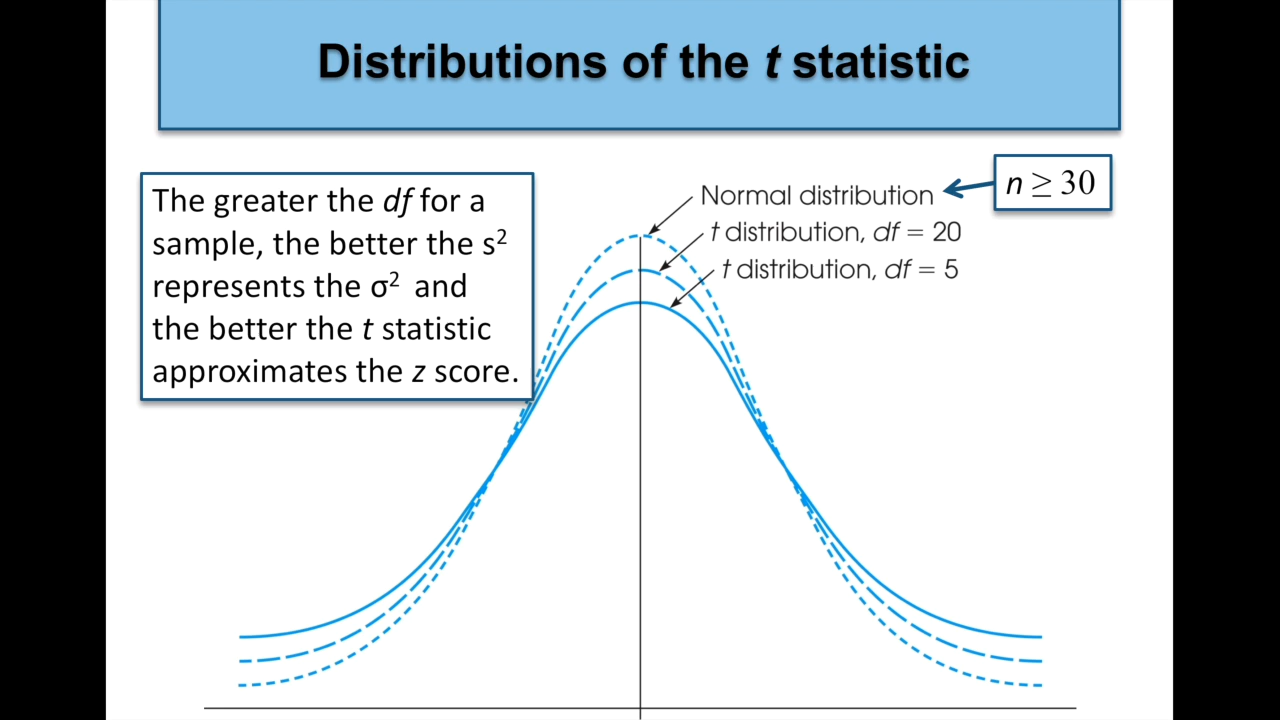 Distributions of the t statistic
The greater the df for a
sample, the better the s²
represents the σ² and
the better the t statistic
approximates the z score.
Normal distribution
n ≥ 30
t distribution, df = 20
t distribution, df = 5